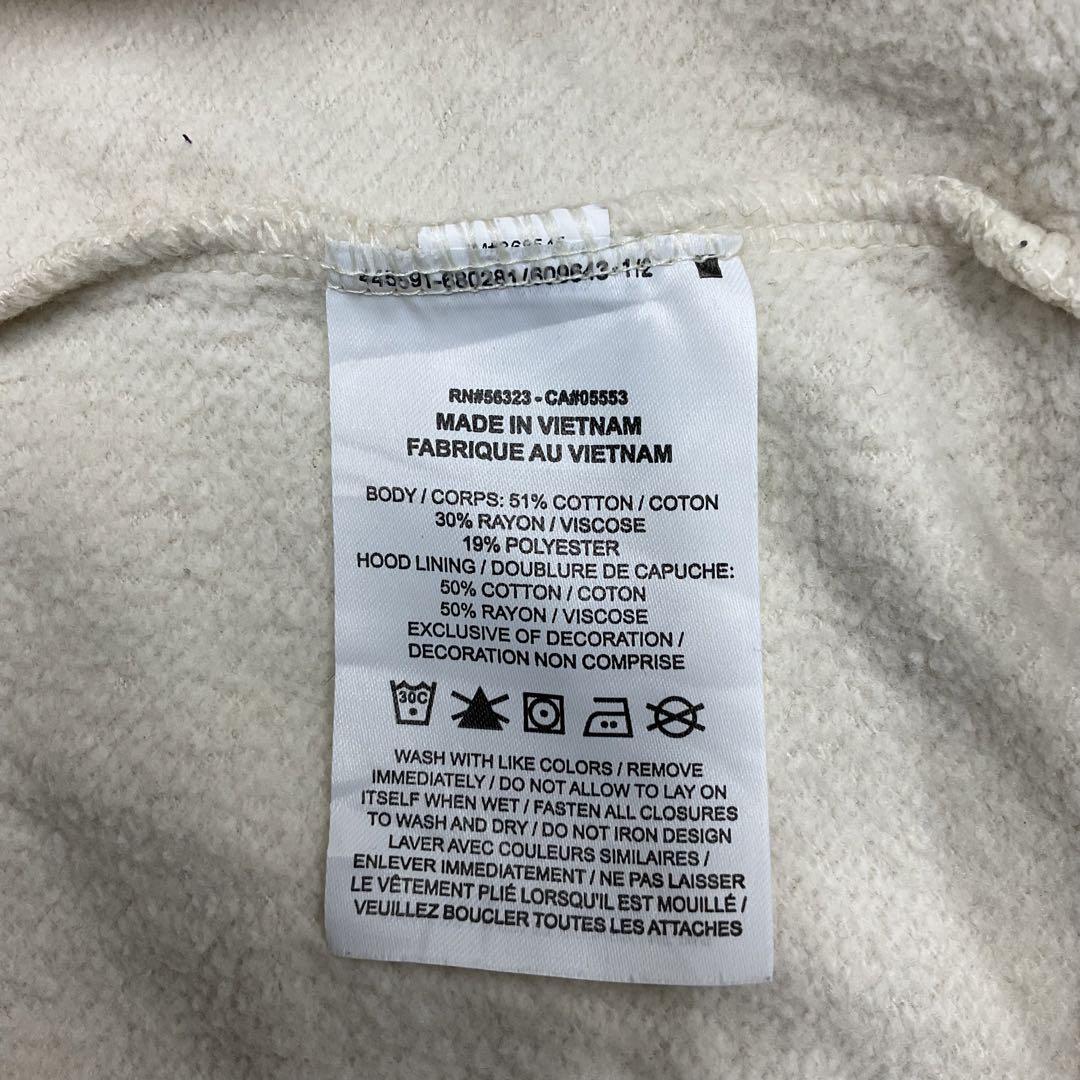 RN#56323 - CA#05553
MADE IN VIETNAM
FABRIQUE AU VIETNAM
BODY / CORPS: 51% COTTON / COTON
30% RAYON / VISCOSE
19% POLYESTER
HOOD LINING / DOUBLURE DE CAPUCHE:
50% COTTON / COTON
50% RAYON / VISCOSE
EXCLUSIVE OF DECORATION /
DECORATION NON COMPRISE
30C
WASH WITH LIKE COLORS / REMOVE
IMMEDIATELY / DO NOT ALLOW TO LAY ON
ITSELF WHEN WET / FASTEN ALL CLOSURES
TO WASH AND DRY / DO NOT IRON DESIGN
LAVER AVEC COULEURS SIMILAIRES /
ENLEVER IMMEDIATEMENT / NE PAS LAISSER
LE VÊTEMENT PLIÉ LORSQU'IL EST MOUILLÉ /
VEUILLEZ BOUCLER TOUTES LES ATTACHES